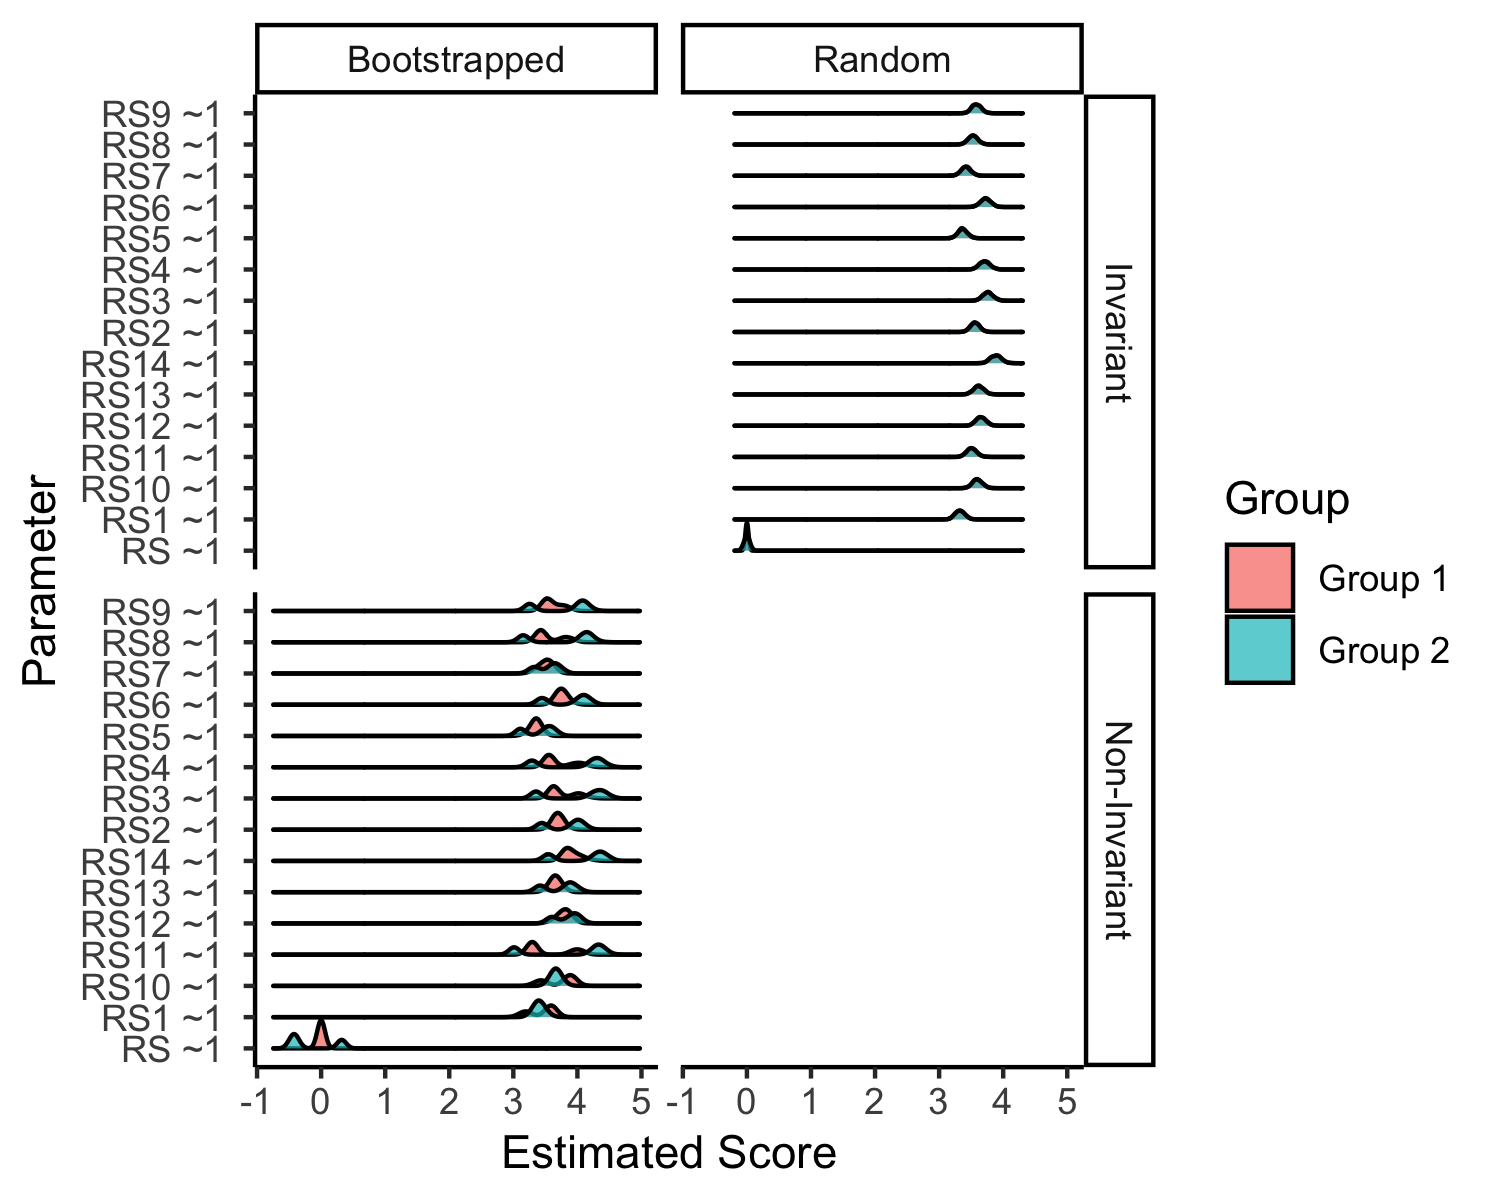 Bootstrapped
Random
Parameter
RS9 ~1
RS8 ~1
RS7 ~1
RS6 ~1
RS5 ~1
RS4 ~1
RS3 ~1
RS2 ~1
RS14 ~1
RS13 ~1
RS12 ~1
RS11 ~1
RS10 ~1
RS1 ~1
RS ~1
Invariant
RS9 ~1
RS8 ~1
RS7 ~1
RS6 ~1
RS5 ~1
RS4 ~1
RS3 ~1
RS2 ~1
RS14 ~1
RS13 ~1
RS12 ~1
RS11 ~1
RS10 ~1
RS1 ~1
RS ~1
Non-Invariant
-1 0 1 2 3 4 5
-1 0 1 2 3 4 5
Estimated Score
Group
Group 1
Group 2